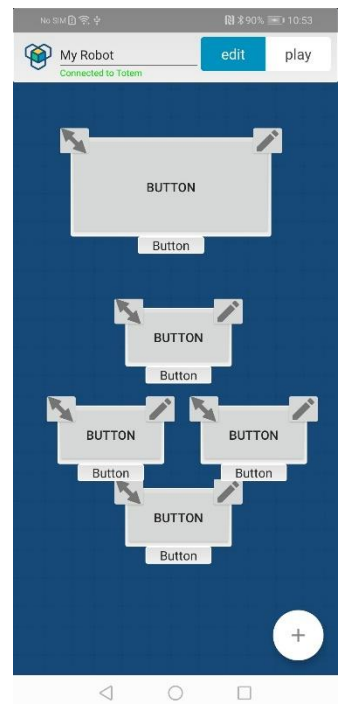 No SIM 90% 10:53
My Robot edit play
Connected to Totem
BUTTON
Button
BUTTON
Button
BUTTON BUTTON
Button Button
BUTTON
Button
+